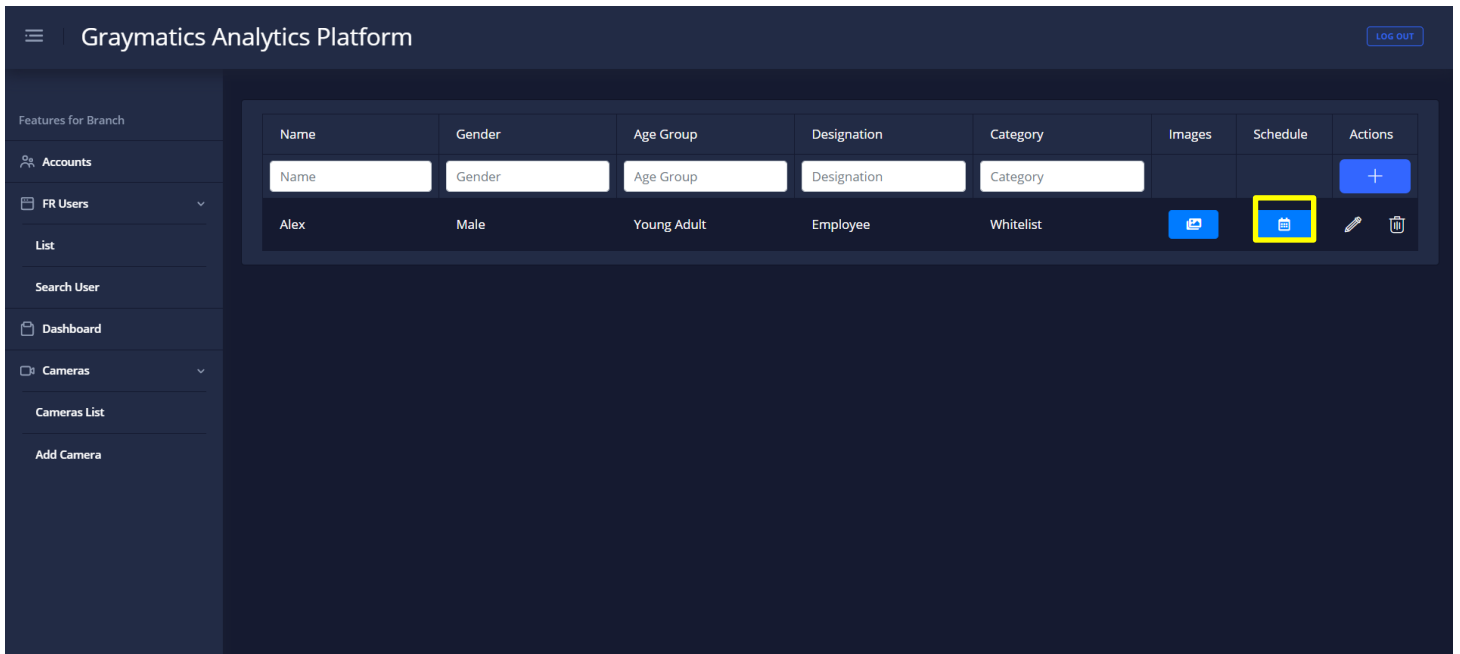 Graymatics Analytics Platform
LOG OUT
Features for Branch
Accounts
FR Users
List
Search User
Dashboard
Cameras
Cameras List
Add Camera
Name Gender Age Group Designation Category Images Schedule Actions
Name Gender Age Group Designation Category
Alex Male Young Adult Employee Whitelist